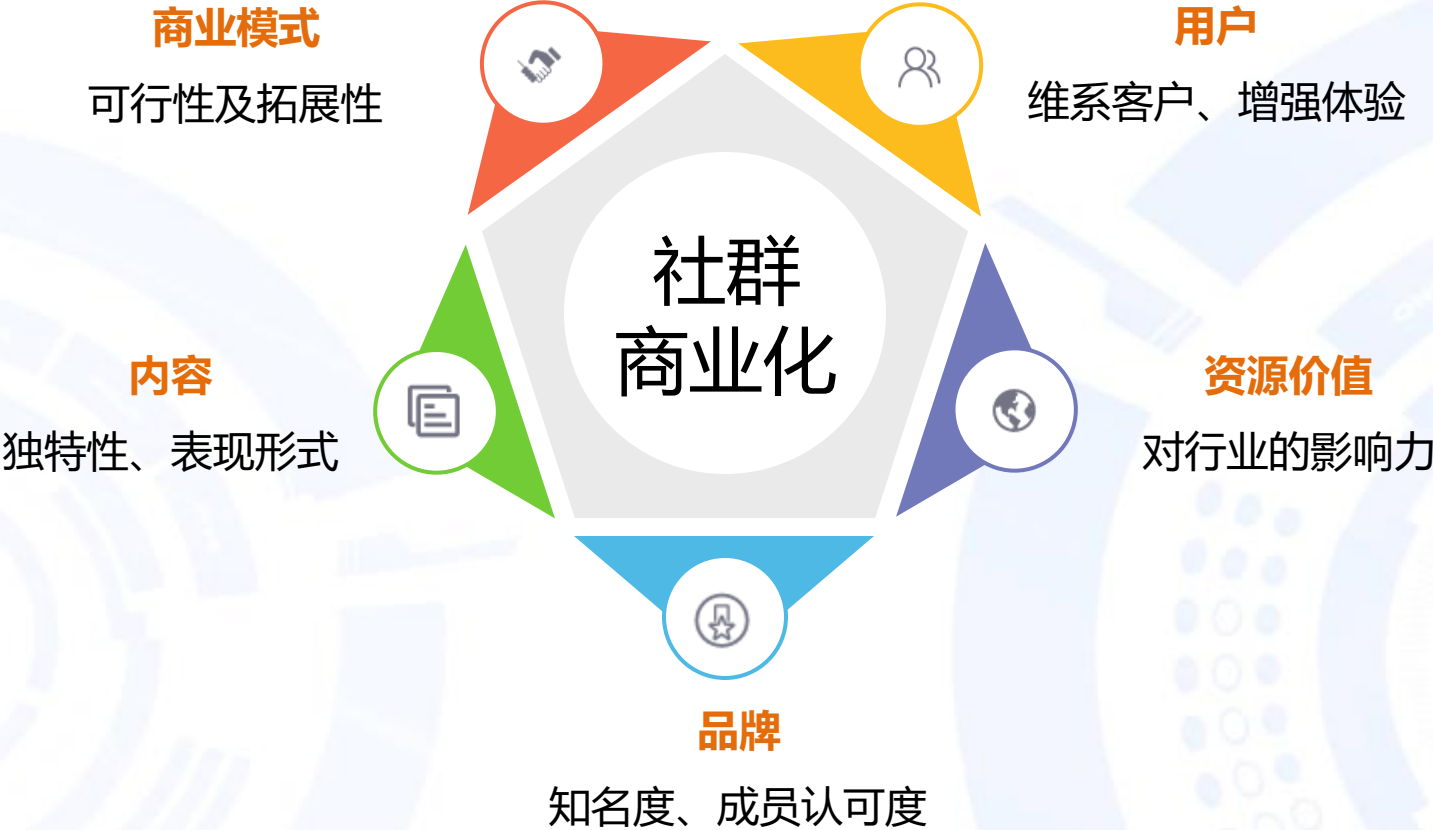 商业模式
可行性及拓展性
用户
维系客户、增强体验
社群
商业化
内容
独特性、表现形式
资源价值
对行业的影响力
品牌
知名度、成员认可度